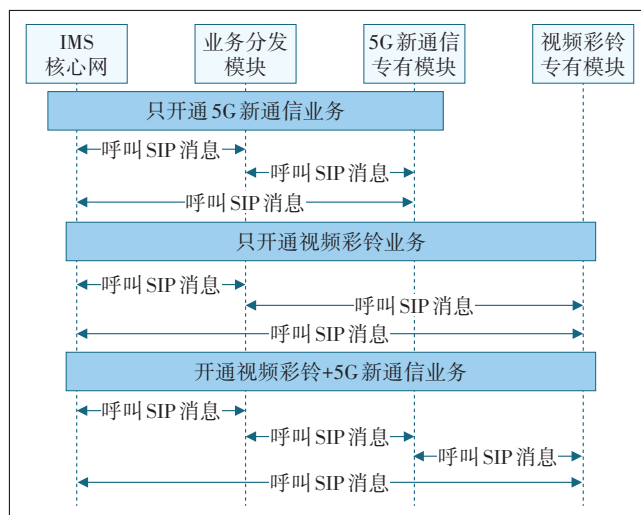 IMS
核心网
业务分发
模块
5G新通信
专有模块
视频彩铃
专有模块
只开通5G新通信业务
呼叫SIP消息
呼叫SIP消息
呼叫SIP消息
只开通视频彩铃业务
呼叫SIP消息
呼叫SIP消息
呼叫SIP消息
开通视频彩铃+5G新通信业务
呼叫SIP消息
呼叫SIP消息
呼叫SIP消息
呼叫SIP消息